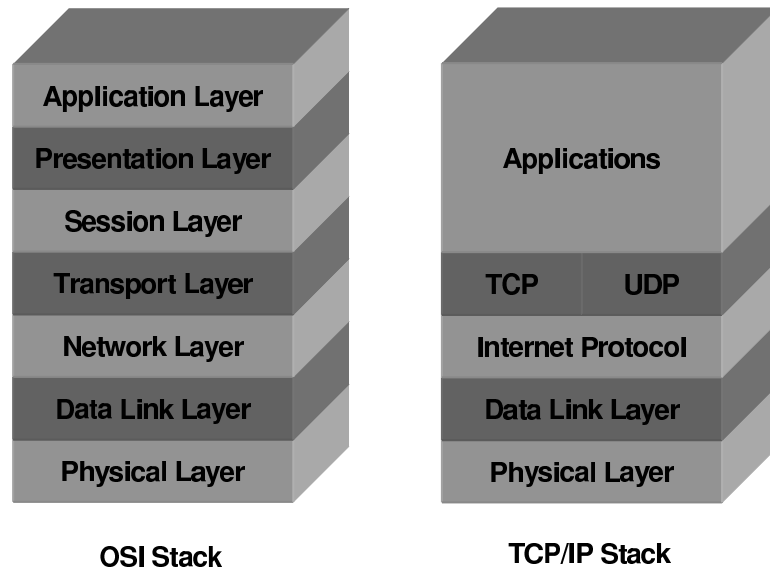 Application Layer
Presentation Layer
Session Layer
Transport Layer
Network Layer
Data Link Layer
Physical Layer
OSI Stack
Applications
TCP
UDP
Internet Protocol
Data Link Layer
Physical Layer
TCP/IP Stack